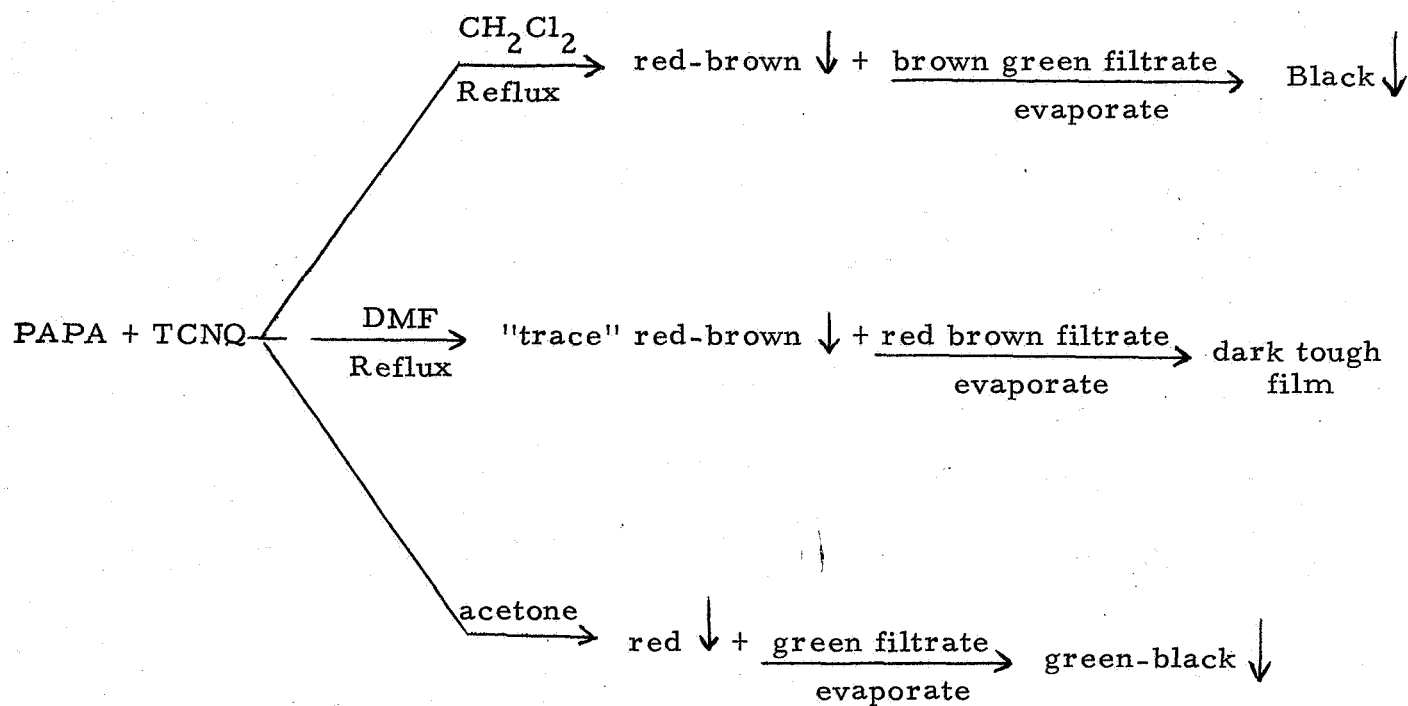 CH2Cl2
Reflux
red-brown ↓ + brown green filtrate
evaporate
Black ↓
PAPA + TCNQ
DMF
Reflux
"trace" red-brown ↓ + red brown filtrate
evaporate
dark tough
film
acetone
red ↓ + green filtrate
evaporate
green-black ↓